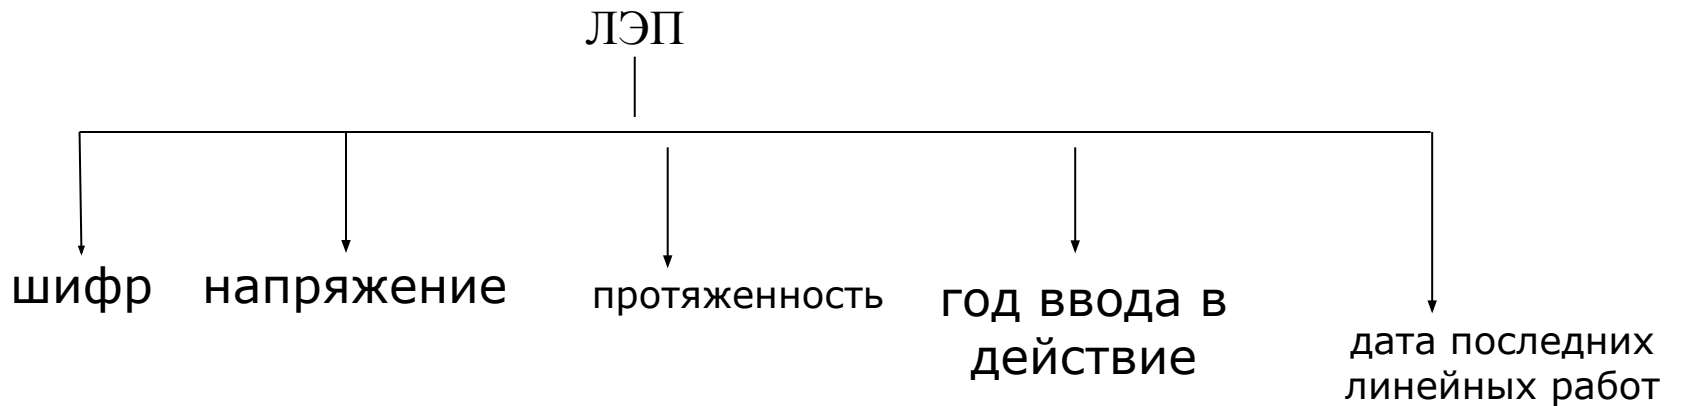 ЛЭП
шифр
напряжение
протяженность
год ввода в
действие
дата последних
линейных работ